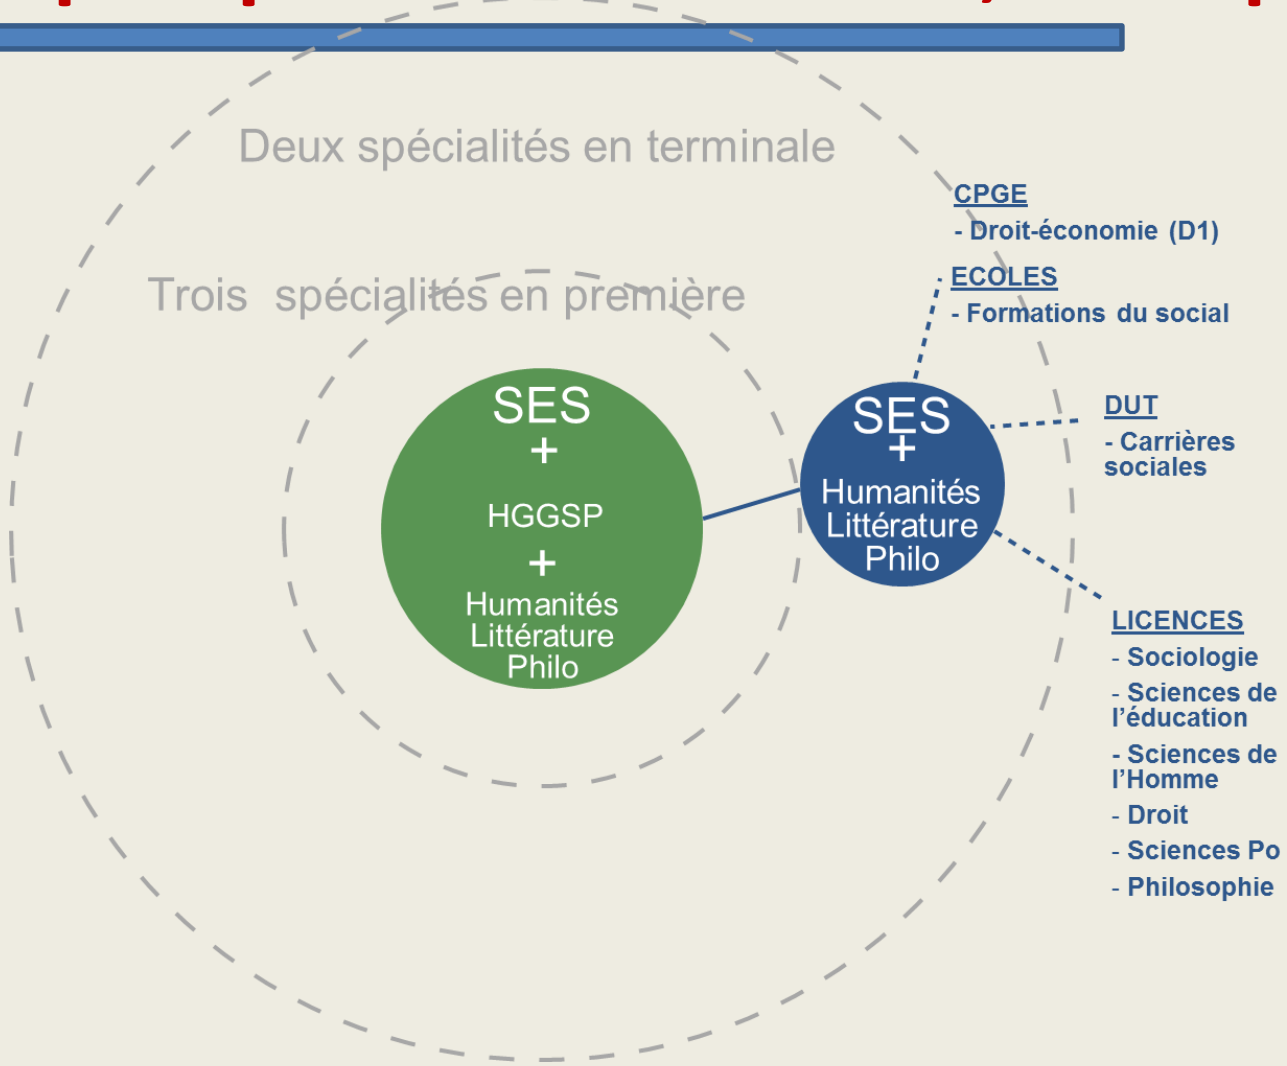 Deux spécialités en terminale
Trois spécialités en première
SES
+
HGGSP
+
Humanités
Littérature
Philo
SES
+
Humanités
Littérature
Philo
CPGE
- Droit-économie (D1)
ECOLES
- Formations du social
DUT
- Carrières
sociales
LICENCES
- Sociologie
- Sciences de
l’éducation
- Sciences de
l’Homme
- Droit
- Sciences Po
- Philosophie